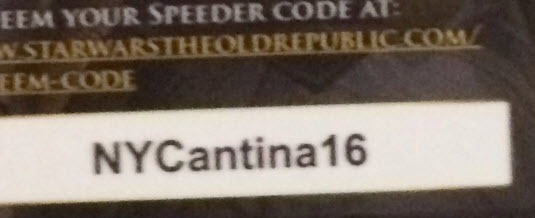 EEM YOUR SPEEDER CODE AT:
W.STARWARSTHEOLDREPUBLIC.COM/
EEM-CODE
NYCantina16